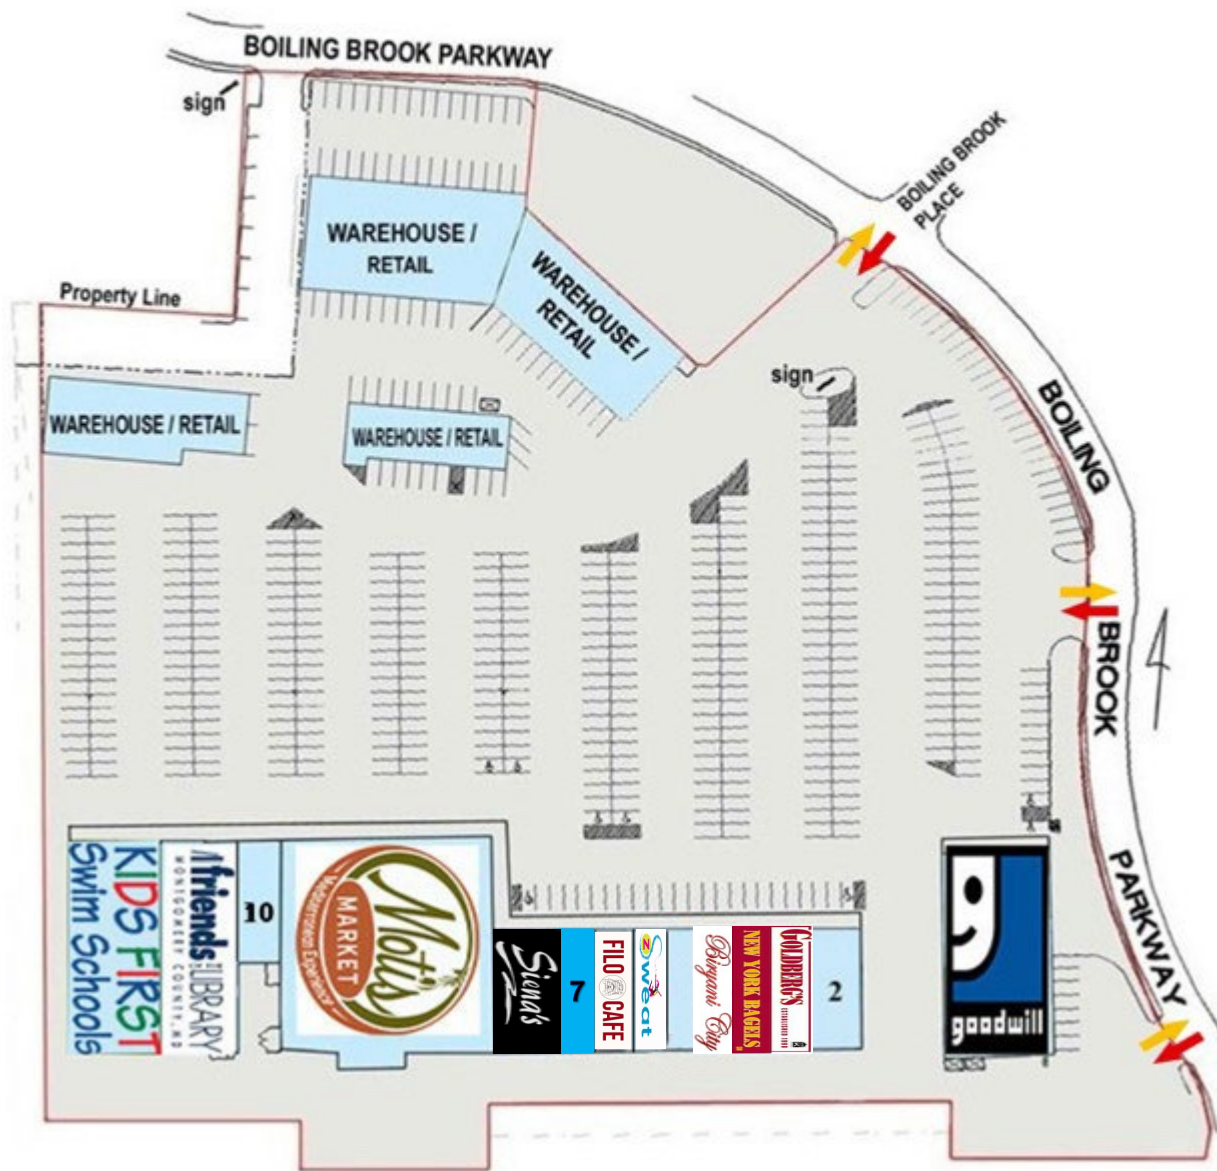 BOILING BROOK PARKWAY
sign
BOILING BROOK
PLACE
WAREHOUSE /
RETAIL
WAREHOUSE /
RETAIL
Property Line
sign
BOILING
WAREHOUSE / RETAIL
WAREHOUSE / RETAIL
BROOK
PARKWAY
KIDS FIRST
Swim Schools
friends OF THE LIBRARY
MONTGOMERY COUNTY, MD
10
Moti's
MARKET
Mediterranean Experience
Siena's
7
FILO CAFE
Z
Sweat
Biryani City
NEW YORK BAGELS
GOLDBERG'S
2
g
goodwill